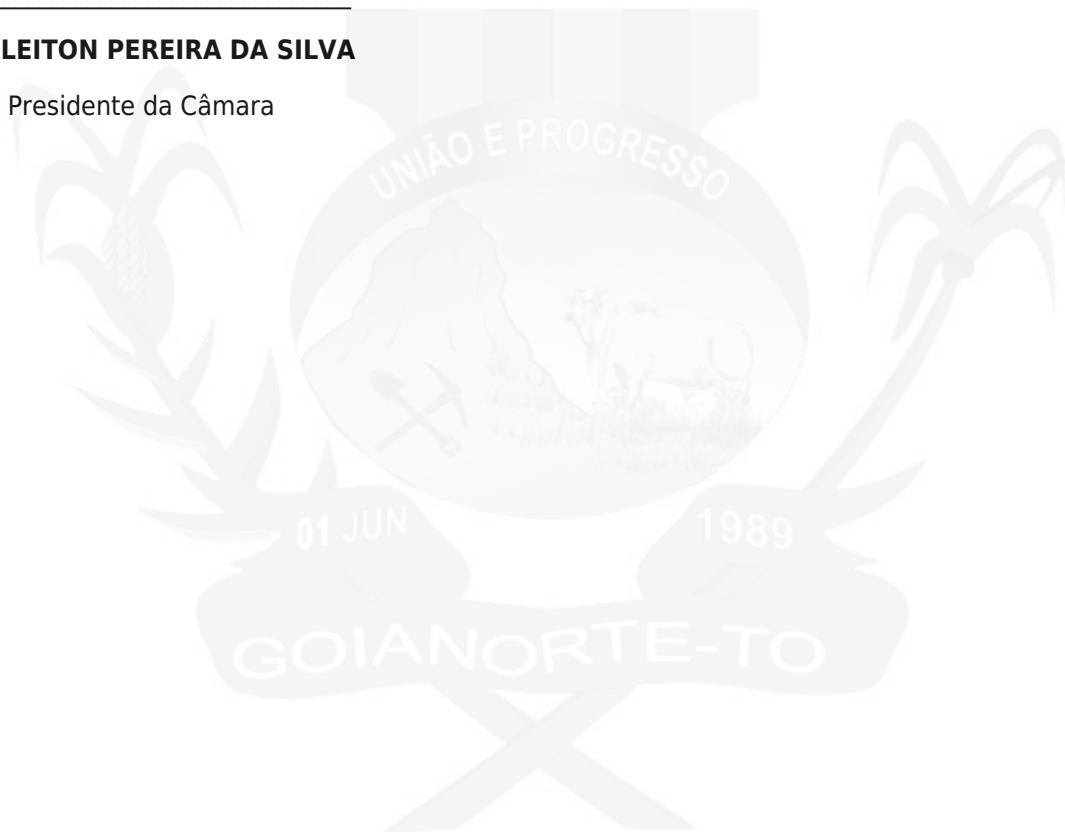 LEITON PEREIRA DA SILVA
Presidente da Câmara
UNIÃO E PROGRESSO
01 JUN 1989
GOIANORTE-TO